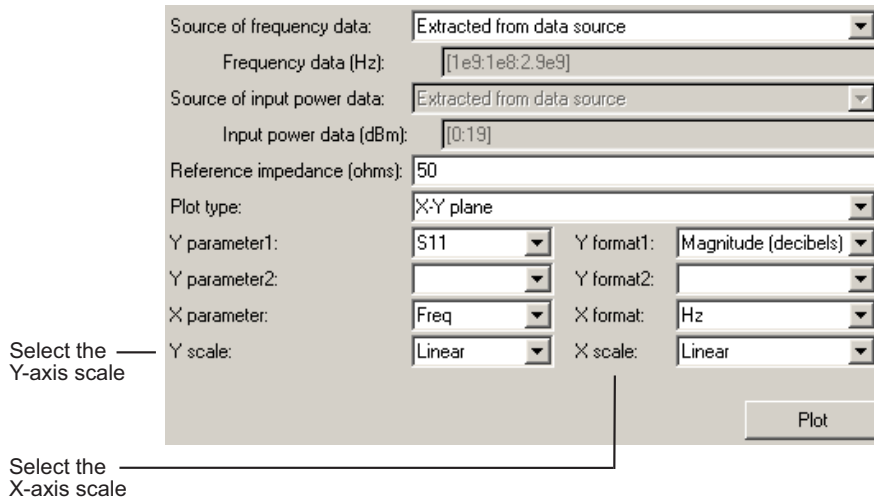 Source of frequency data: Extracted from data source
Frequency data (Hz): [1e9:1e8:2.9e9]
Source of input power data: Extracted from data source
Input power data (dBm): [0:19]
Reference impedance (ohms): 50
Plot type: X-Y plane
Y parameter1: S11 Y format1: Magnitude (decibels)
Y parameter2: Y format2:
X parameter: Freq X format: Hz
Y scale: Linear X scale: Linear
Select the
Y-axis scale
Plot
Select the
X-axis scale